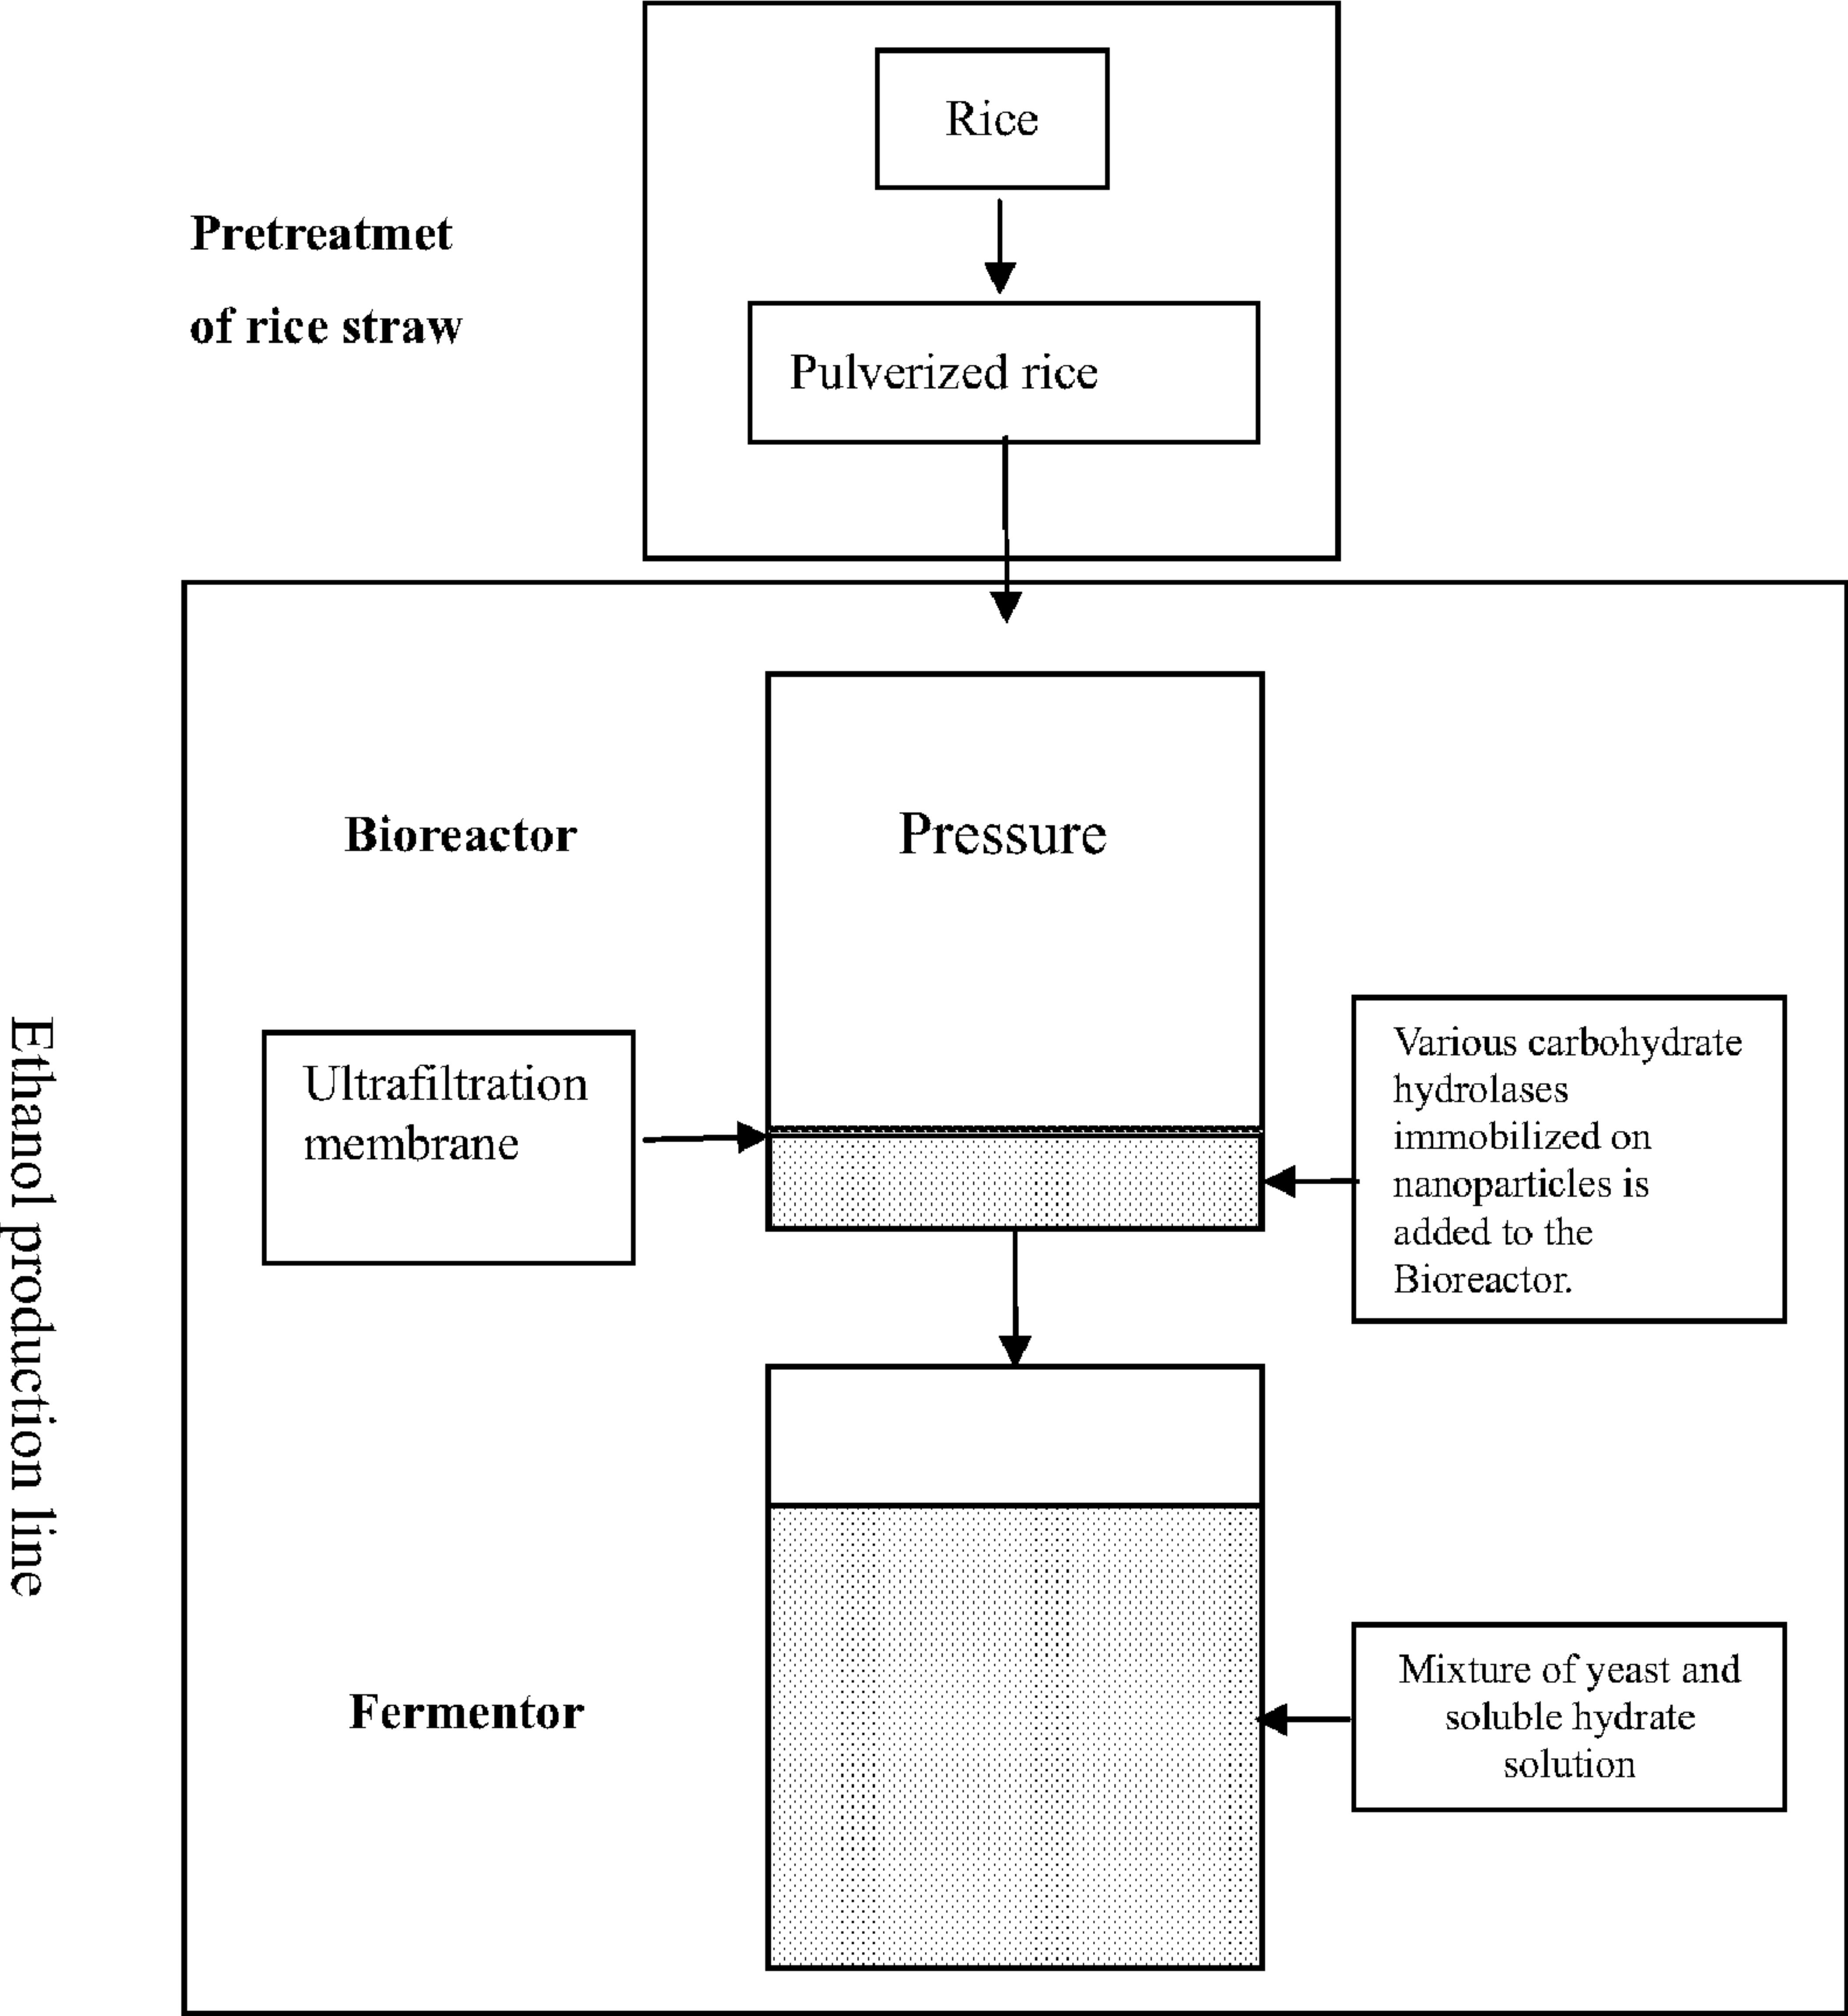 Rice
Pretreatmet
of rice straw
Pulverized rice
Bioreactor
Pressure
Ultrafiltration
membrane
Various carbohydrate
hydrolases
immobilized on
nanoparticles is
added to the
Bioreactor.
Ethanol production line
Fermentor
Mixture of yeast and
soluble hydrate
solution